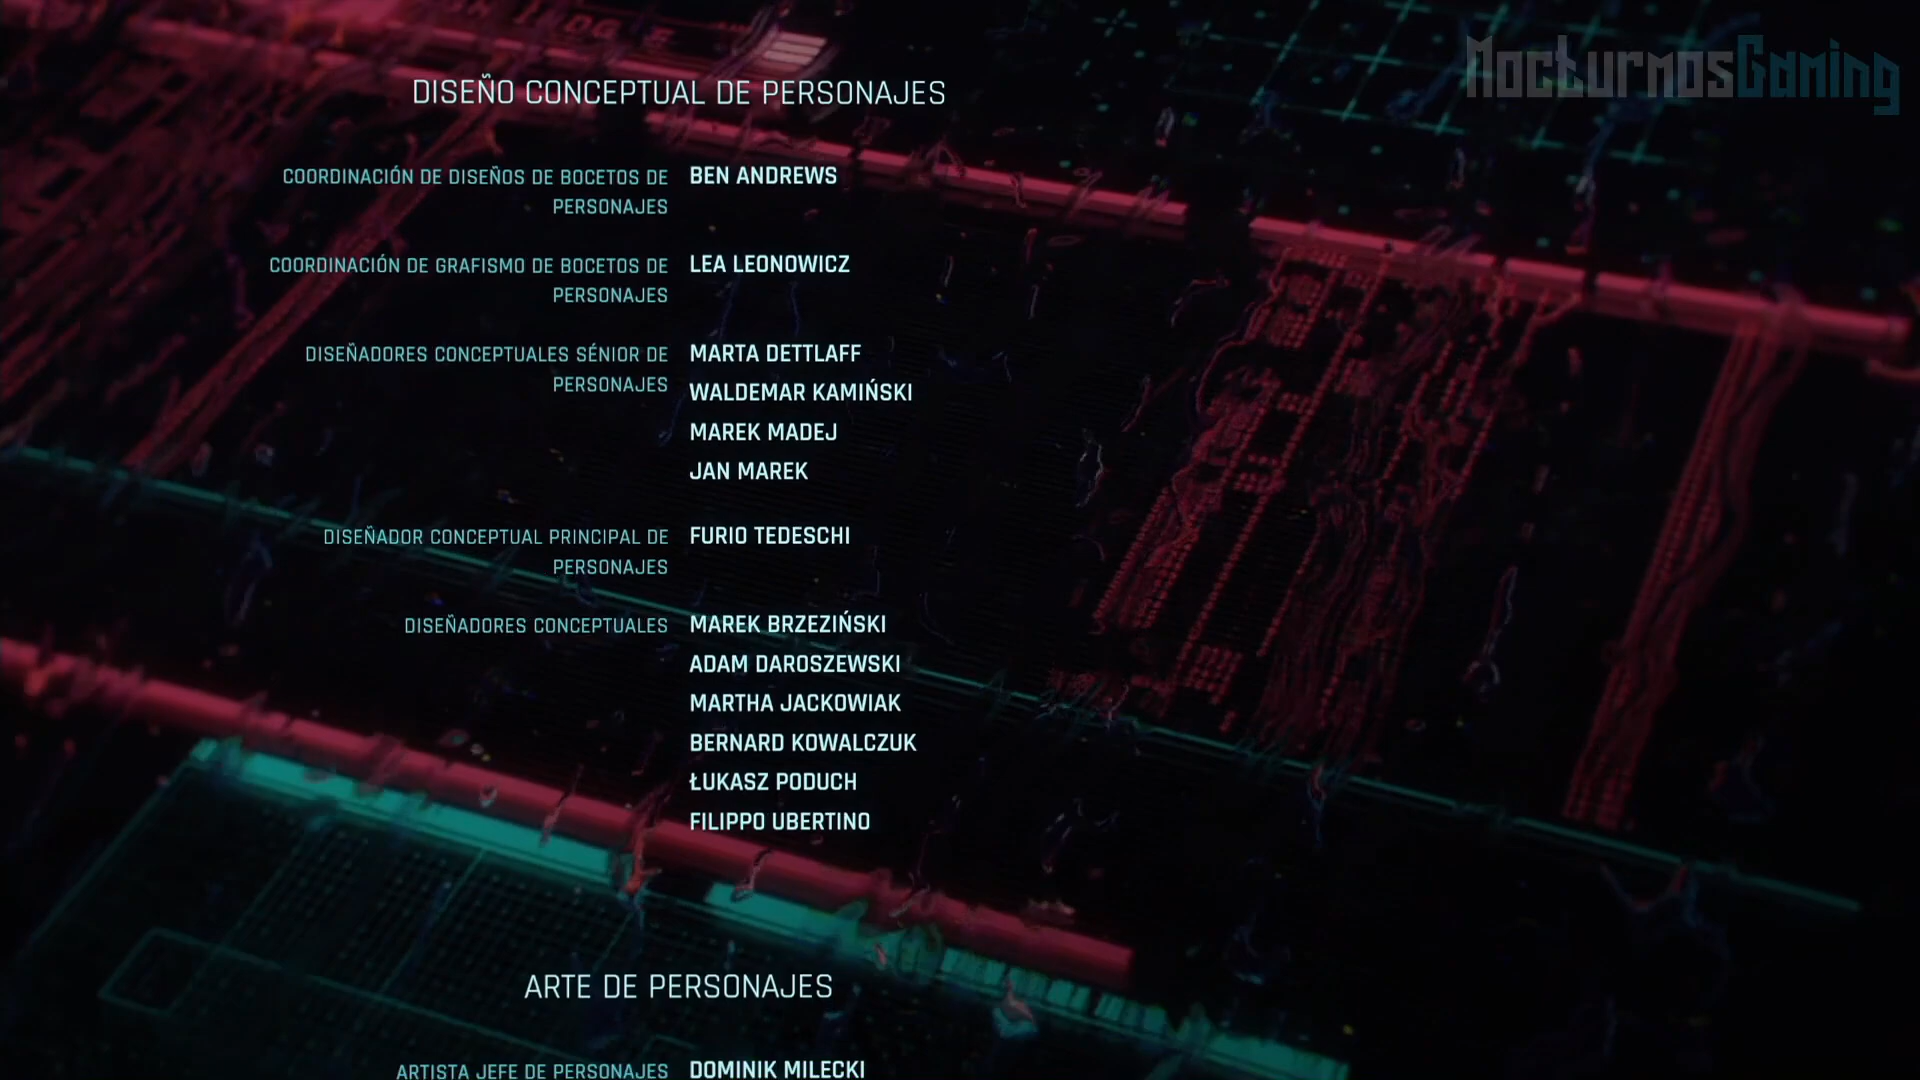 NocturnosGaming
DISEÑO CONCEPTUAL DE PERSONAJES
COORDINACIÓN DE DISEÑOS DE BOCETOS DE PERSONAJES
BEN ANDREWS
COORDINACIÓN DE GRAFISMO DE BOCETOS DE PERSONAJES
LEA LEONOWICZ
DISEÑADORES CONCEPTUALES SÉNIOR DE PERSONAJES
MARTA DETTLAFF
WALDEMAR KAMIŃSKI
MAREK MADEJ
JAN MAREK
DISEÑADOR CONCEPTUAL PRINCIPAL DE PERSONAJES
FURIO TEDESCHI
DISEÑADORES CONCEPTUALES
MAREK BRZEZIŃSKI
ADAM DAROSZEWSKI
MARTHA JACKOWIAK
BERNARD KOWALCZUK
ŁUKASZ PODUCH
FILIPPO UBERTINO
ARTE DE PERSONAJES
ARTISTA JEFE DE PERSONAJES
DOMINIK MILECKI